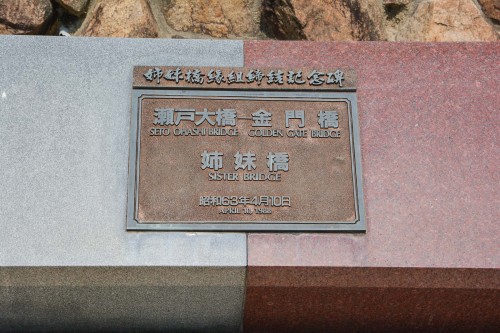 姉妹橋縁組締結記念碑
瀬戸大橋―金門橋
SETO OHASHI BRIDGE GOLDEN GATE BRIDGE
姉妹橋
SISTER BRIDGE
昭和63年4月10日
APRIL 10, 1988